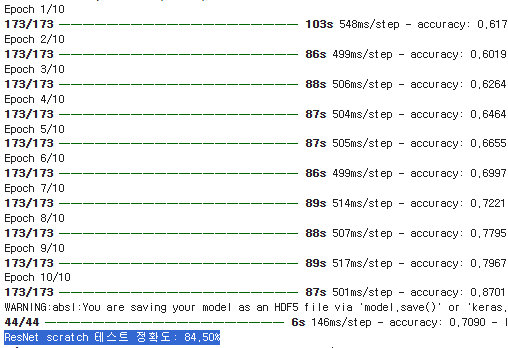 Epoch 1/10
173/173 ━━━━━━━━━━━━━━━━━━━━ 103s 548ms/step - accuracy: 0.617
Epoch 2/10
173/173 ━━━━━━━━━━━━━━━━━━━━ 86s 499ms/step - accuracy: 0.6019
Epoch 3/10
173/173 ━━━━━━━━━━━━━━━━━━━━ 88s 506ms/step - accuracy: 0.6264
Epoch 4/10
173/173 ━━━━━━━━━━━━━━━━━━━━ 87s 504ms/step - accuracy: 0.6464
Epoch 5/10
173/173 ━━━━━━━━━━━━━━━━━━━━ 87s 505ms/step - accuracy: 0.6655
Epoch 6/10
173/173 ━━━━━━━━━━━━━━━━━━━━ 86s 499ms/step - accuracy: 0.6997
Epoch 7/10
173/173 ━━━━━━━━━━━━━━━━━━━━ 89s 514ms/step - accuracy: 0.7221
Epoch 8/10
173/173 ━━━━━━━━━━━━━━━━━━━━ 88s 507ms/step - accuracy: 0.7795
Epoch 9/10
173/173 ━━━━━━━━━━━━━━━━━━━━ 89s 517ms/step - accuracy: 0.7967
Epoch 10/10
173/173 ━━━━━━━━━━━━━━━━━━━━ 87s 501ms/step - accuracy: 0.8701
WARNING:absl:You are saving your model as an HDF5 file via 'model.save()' or 'keras.
44/44 ━━━━━━━━━━━━━━━━━━━━ 6s 146ms/step - accuracy: 0.7090 - l
ResNet scratch 테스트 정확도: 84.50%